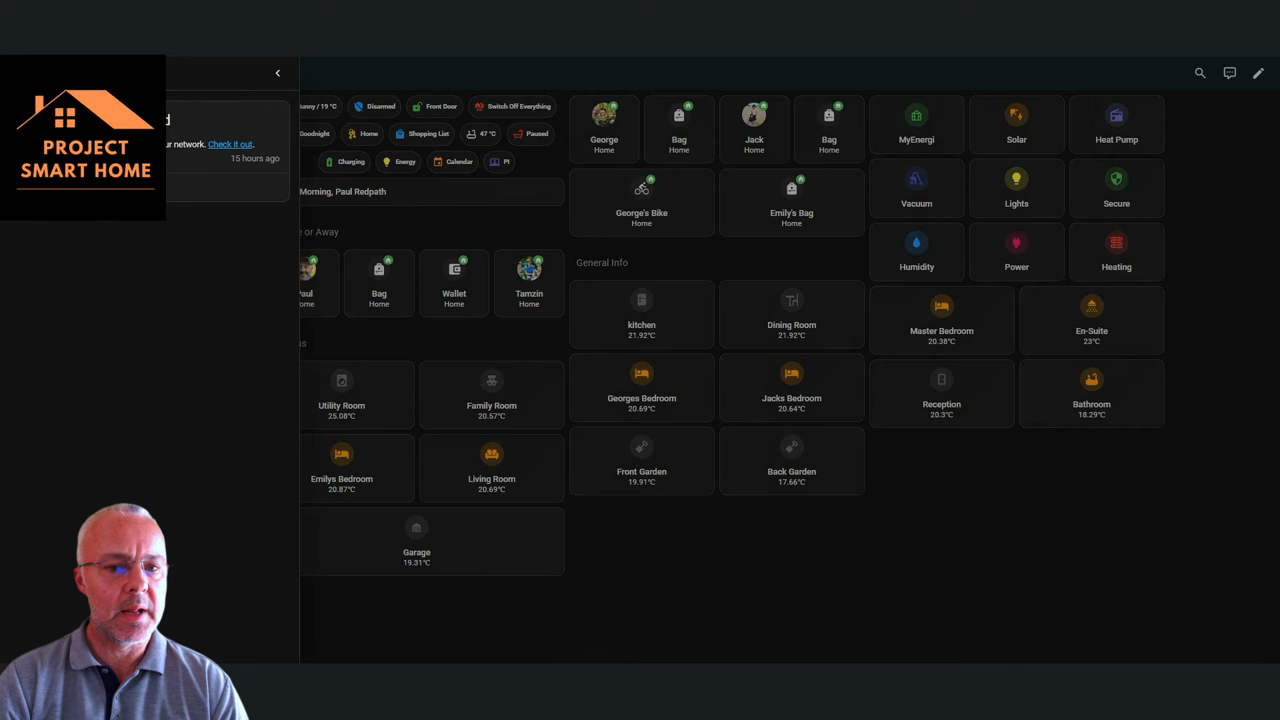 PROJECT
SMART HOME
ur network. Check it out.
15 hours ago
unny / 19 °C
Disarmed
Front Door
Switch Off Everything
Goodnight
Home
Shopping List
47 °C
Paused
Charging
Energy
Calendar
PI
Morning, Paul Redpath
e or Away
Paul
Home
Bag
Home
Wallet
Home
Tamzin
Home
Utility Room
25.08°C
Family Room
20.57°C
Emilys Bedroom
20.87°C
Living Room
20.69°C
Garage
19.31°C
George
Home
Bag
Home
Jack
Home
Bag
Home
George's Bike
Home
Emily's Bag
Home
General Info
kitchen
21.92°C
Dining Room
21.92°C
Georges Bedroom
20.69°C
Jacks Bedroom
20.64°C
Front Garden
19.91°C
Back Garden
17.66°C
MyEnergi
Solar
Heat Pump
Vacuum
Lights
Secure
Humidity
Power
Heating
Master Bedroom
20.38°C
En-Suite
23°C
Reception
20.3°C
Bathroom
18.29°C